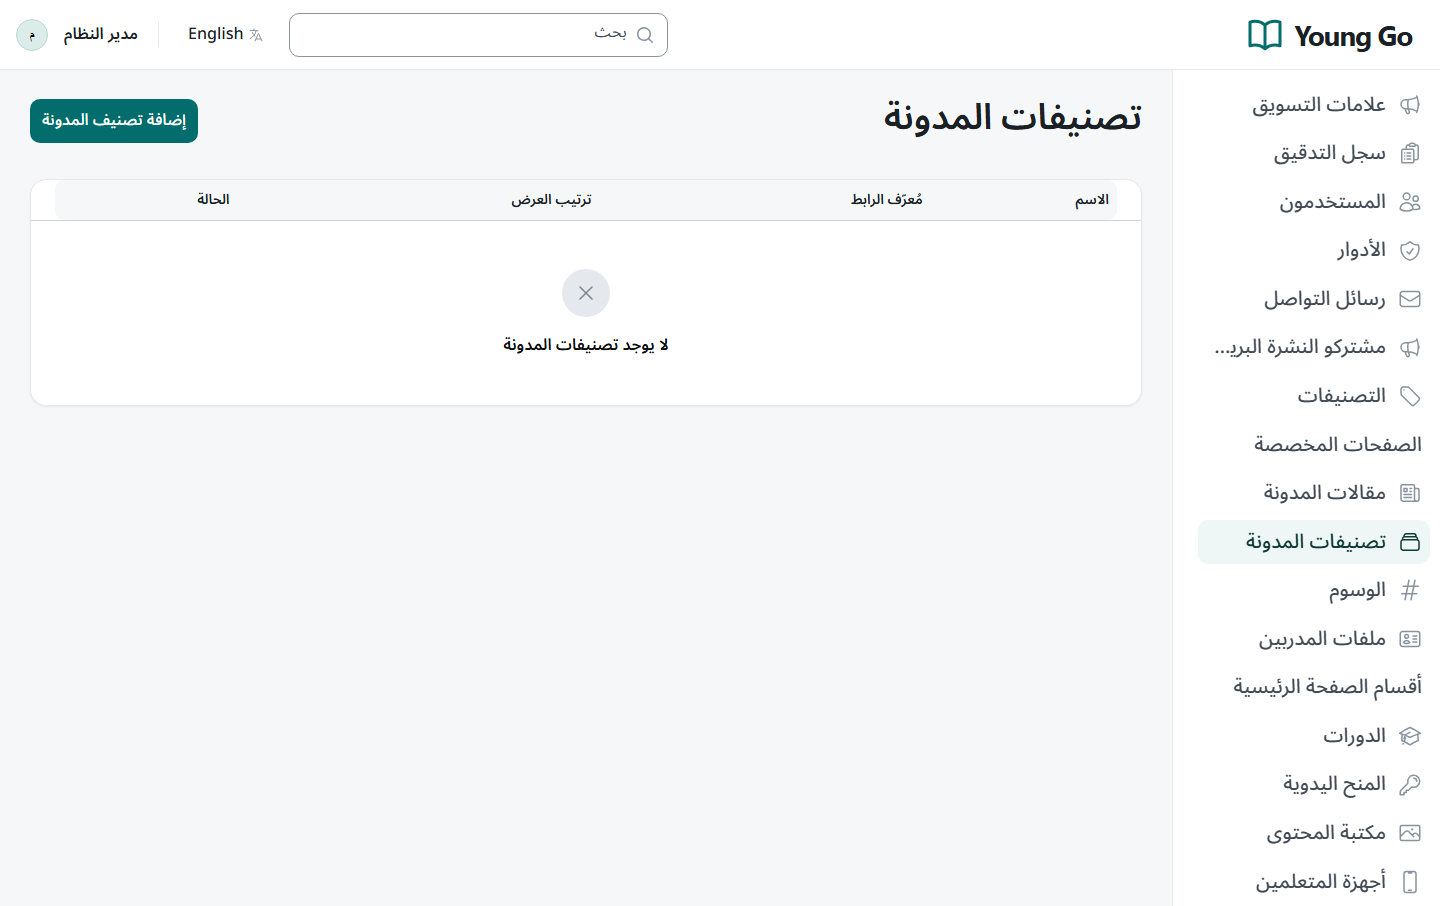 Young Go
بحث
English
مدير النظام
م
علامات التسويق
سجل التدقيق
المستخدمون
الأدوار
رسائل التواصل
مشتركو النشرة البريـ...
التصنيفات
الصفحات المخصصة
مقالات المدونة
تصنيفات المدونة
الوسوم
ملفات المدربين
أقسام الصفحة الرئيسية
الدورات
المنح اليدوية
مكتبة المحتوى
أجهزة المتعلمين
تصنيفات المدونة
إضافة تصنيف المدونة
الاسم مُعرّف الرابط ترتيب العرض الحالة
لا يوجد تصنيفات المدونة